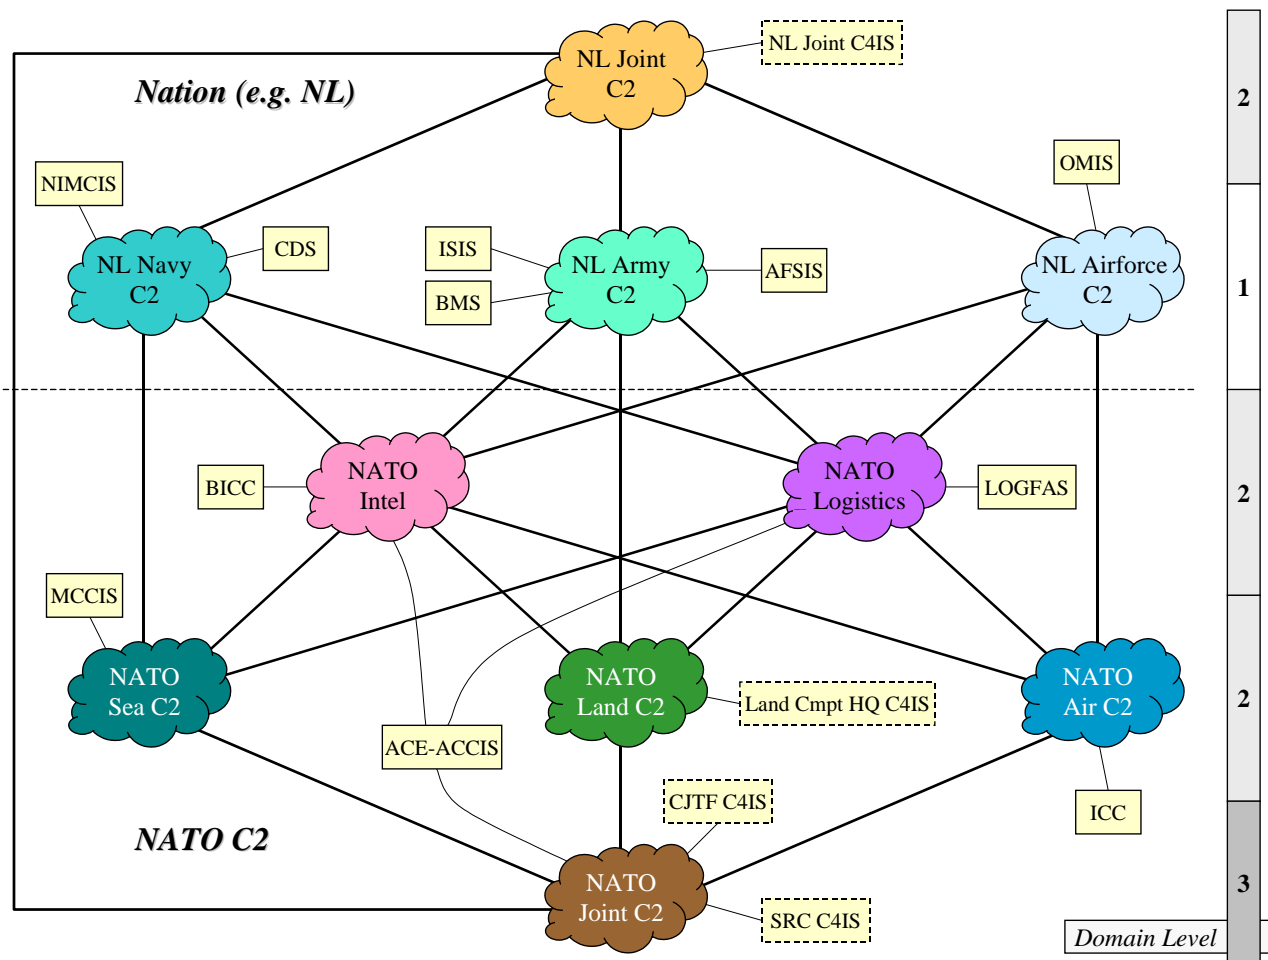 NL Joint
C2
NL Joint C4IS
Nation (e.g. NL)
2
NIMCIS
OMIS
NL Navy
C2
CDS
ISIS
BMS
NL Army
C2
AFSIS
NL Airforce
C2
1
NATO
Intel
BICC
NATO
Logistics
LOGFAS
2
MCCIS
NATO
Sea C2
NATO
Land C2
Land Cmpt HQ C4IS
NATO
Air C2
2
ACE-ACCIS
CJTF C4IS
ICC
NATO C2
NATO
Joint C2
SRC C4IS
3
Domain Level